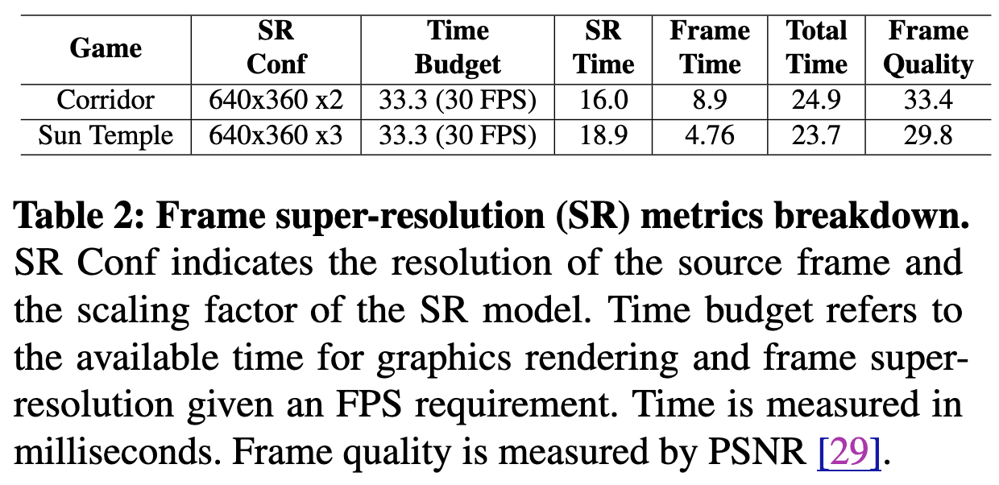 Game SR Conf Time Budget SR Time Frame Time Total Time Frame Quality
Corridor 640x360 x2 33.3 (30 FPS) 16.0 8.9 24.9 33.4
Sun Temple 640x360 x3 33.3 (30 FPS) 18.9 4.76 23.7 29.8
Table 2: Frame super-resolution (SR) metrics breakdown.
SR Conf indicates the resolution of the source frame and
the scaling factor of the SR model. Time budget refers to
the available time for graphics rendering and frame super-
resolution given an FPS requirement. Time is measured in
milliseconds. Frame quality is measured by PSNR [29].